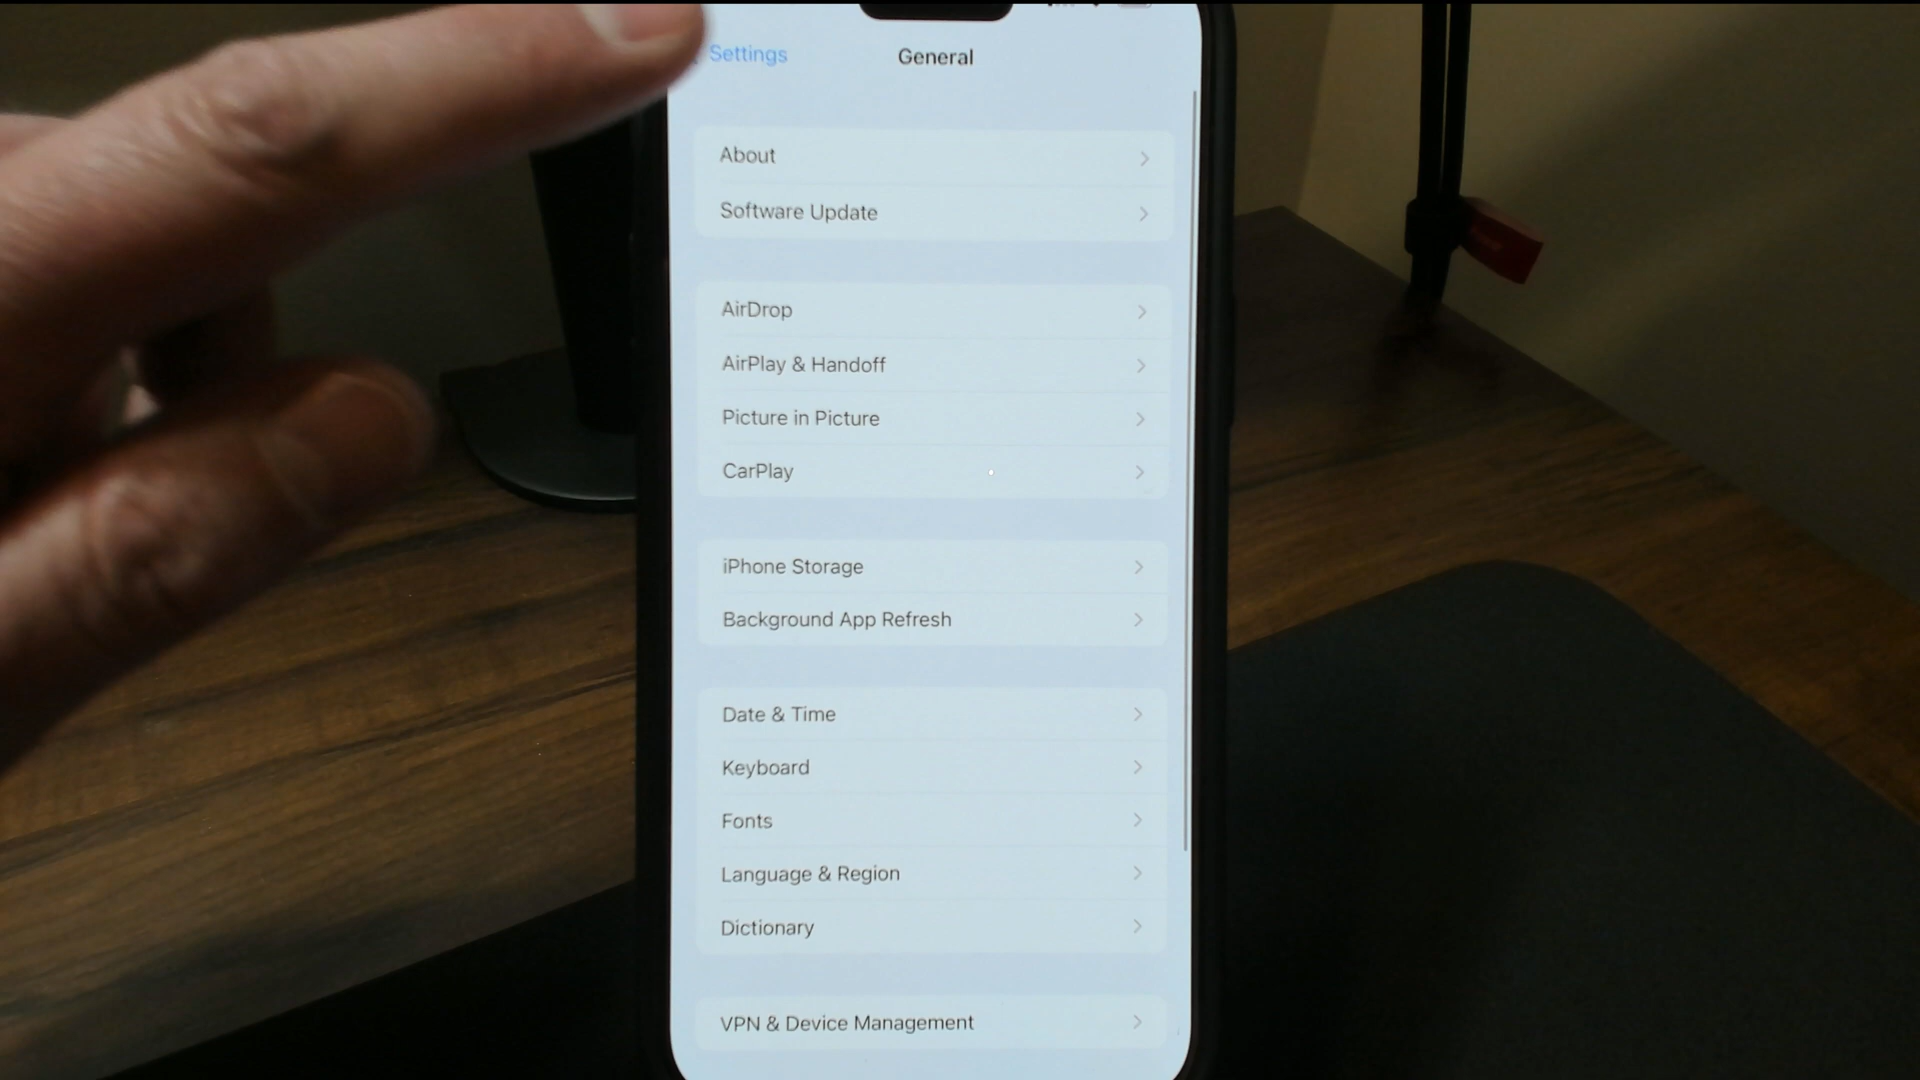 Settings
General
About
Software Update
AirDrop
AirPlay & Handoff
Picture in Picture
CarPlay
iPhone Storage
Background App Refresh
Date & Time
Keyboard
Fonts
Language & Region
Dictionary
VPN & Device Management